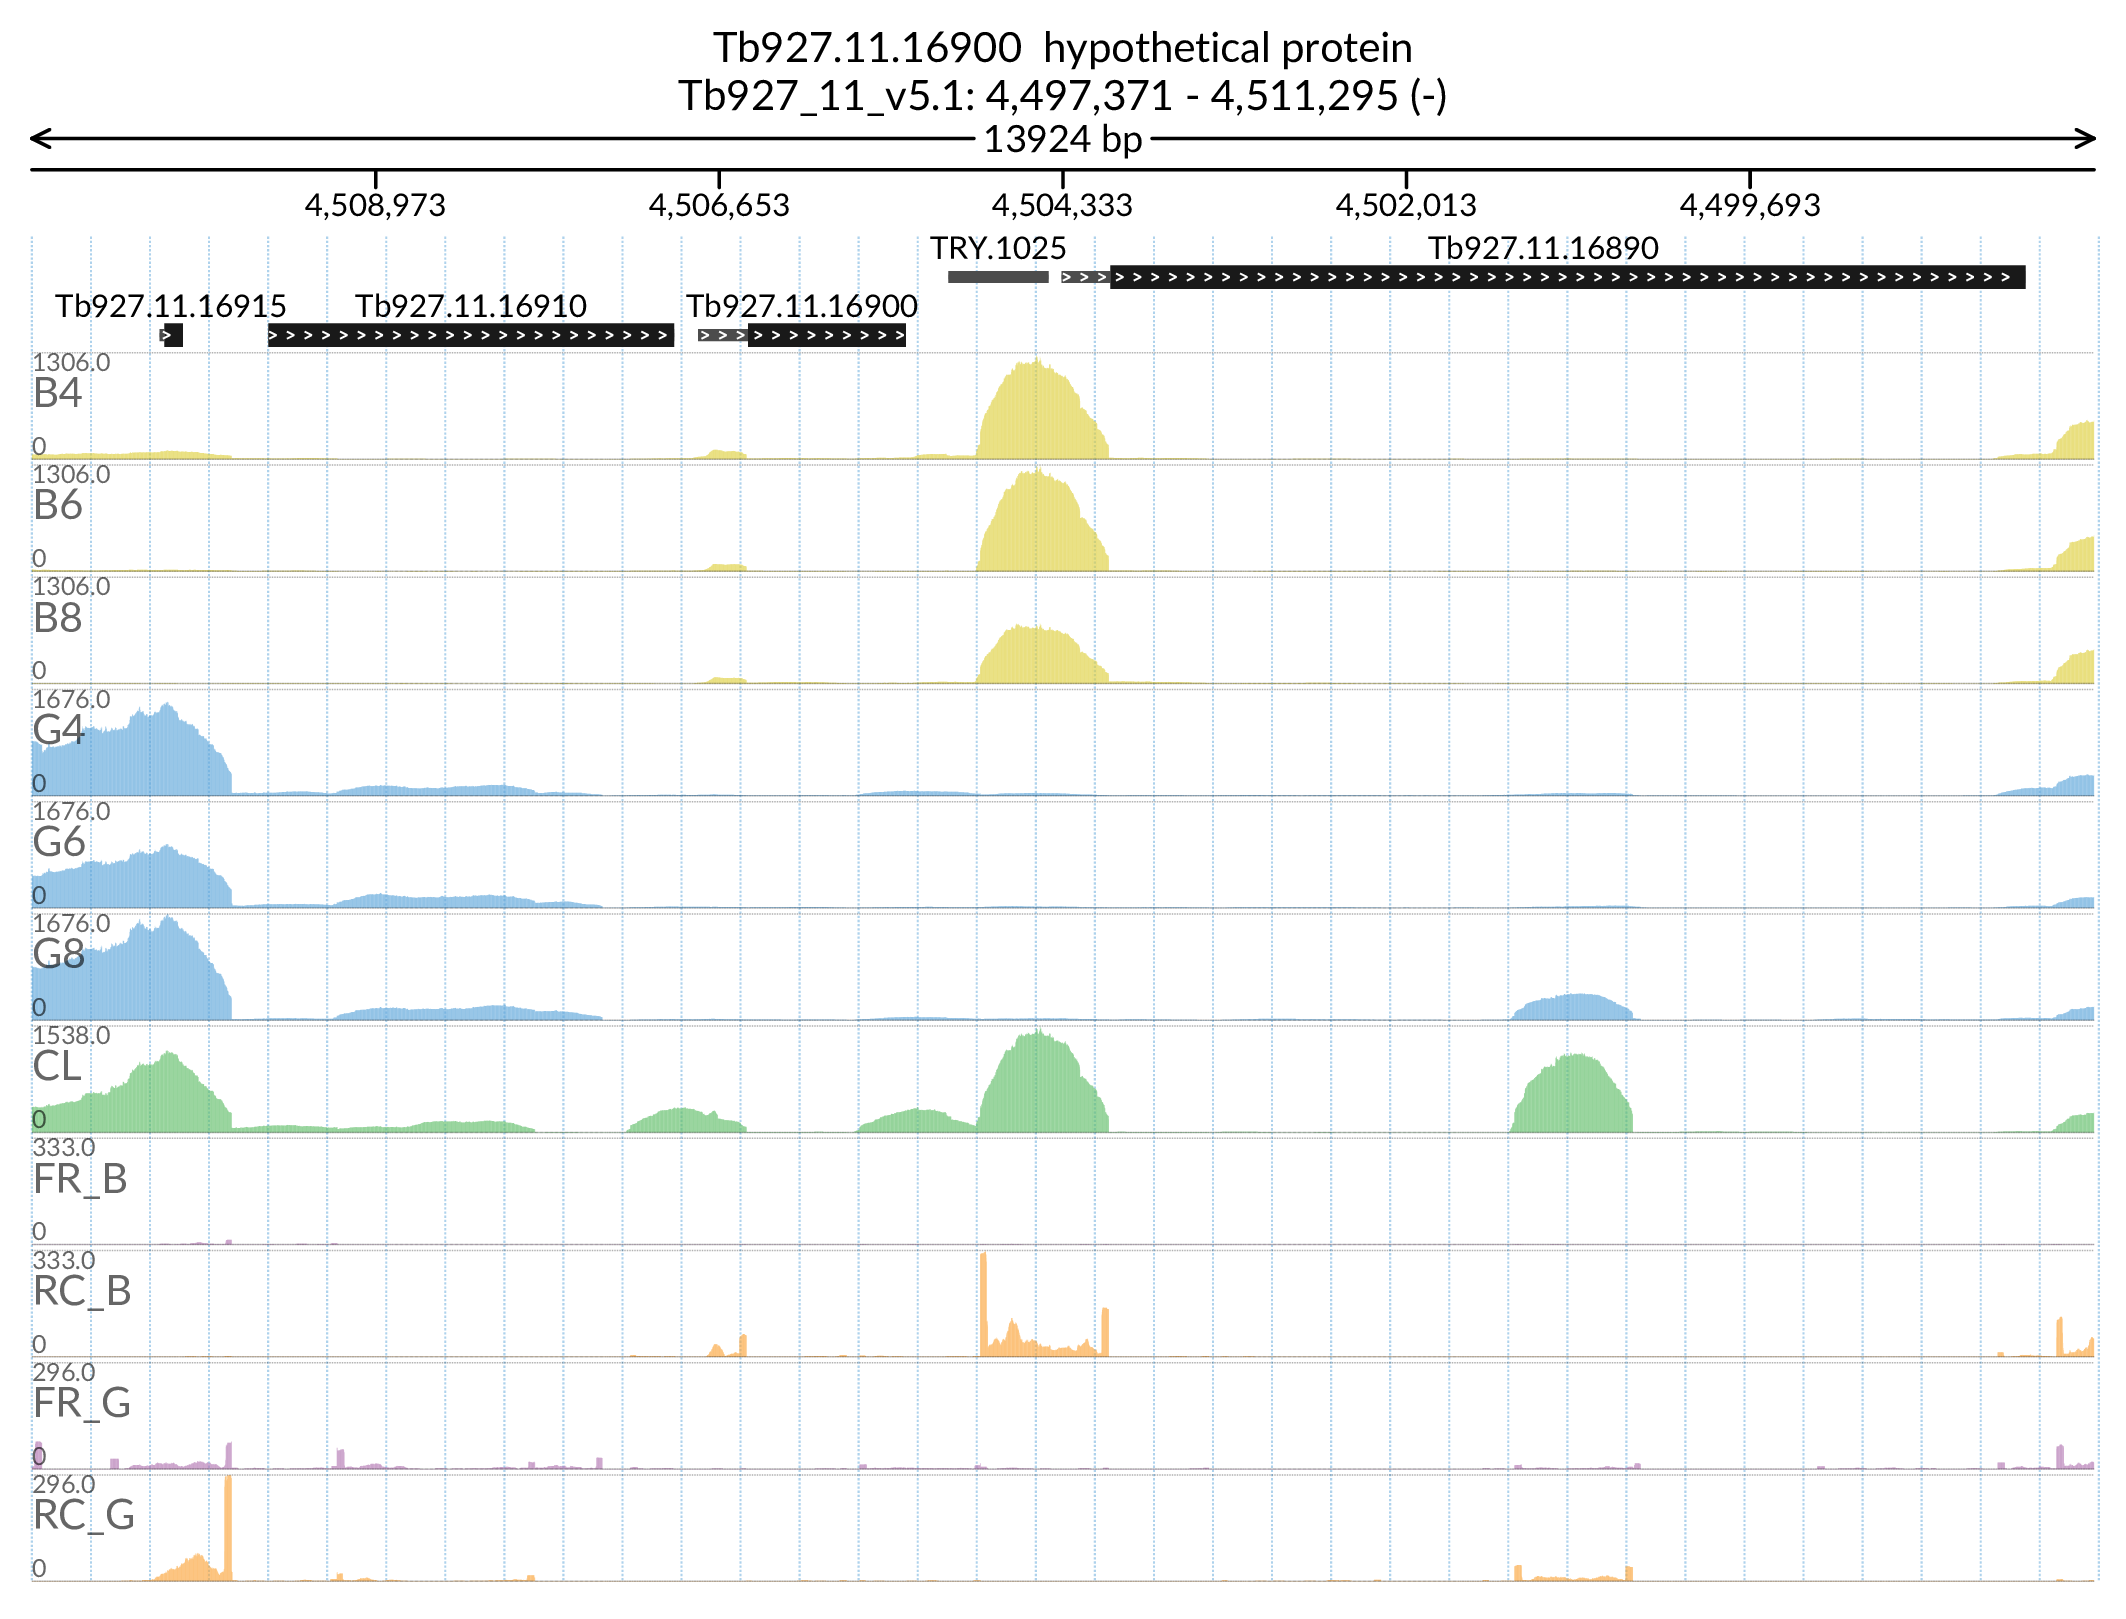 Tb927.11.16900 hypothetical protein
Tb927_11_v5.1: 4,497,371 - 4,511,295 (-)
13924 bp
4,508,973 4,506,653 4,504,333 4,502,013 4,499,693
TRY.1025 Tb927.11.16890
Tb927.11.16915 Tb927.11.16910 Tb927.11.16900
1306.0
B4
0
1306.0
B6
0
1306.0
B8
0
1676.0
G4
0
1676.0
G6
0
1676.0
G8
0
1538.0
CL
0
333.0
FR_B
0
333.0
RC_B
0
296.0
FR_G
0
296.0
RC_G
0